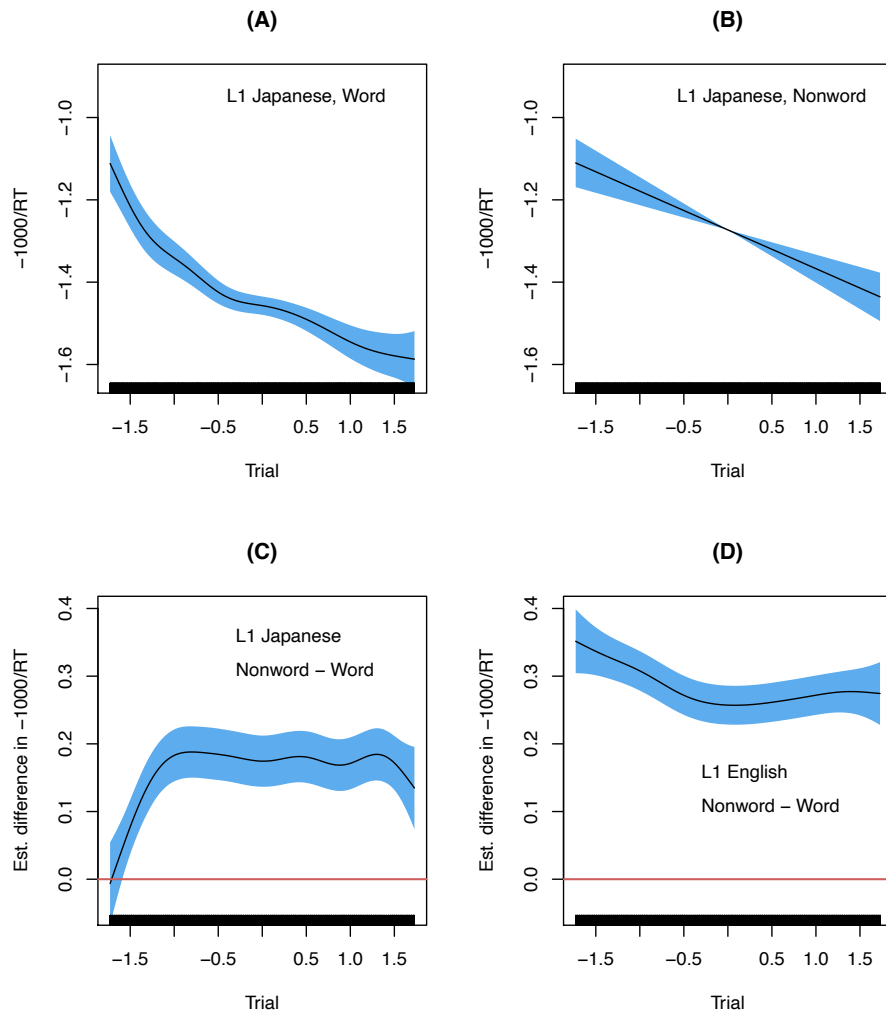 (A)
L1 Japanese, Word
−1000/RT
−1.0
−1.2
−1.4
−1.6
−1.5
−0.5
0.5
1.0
1.5
Trial
(B)
L1 Japanese, Nonword
−1000/RT
−1.0
−1.2
−1.4
−1.6
−1.5
−0.5
0.5
1.0
1.5
Trial
(C)
L1 Japanese
Nonword − Word
Est. difference in −1000/RT
0.4
0.3
0.2
0.1
0.0
−1.5
−0.5
0.5
1.0
1.5
Trial
(D)
L1 English
Nonword − Word
Est. difference in −1000/RT
0.4
0.3
0.2
0.1
0.0
−1.5
−0.5
0.5
1.0
1.5
Trial